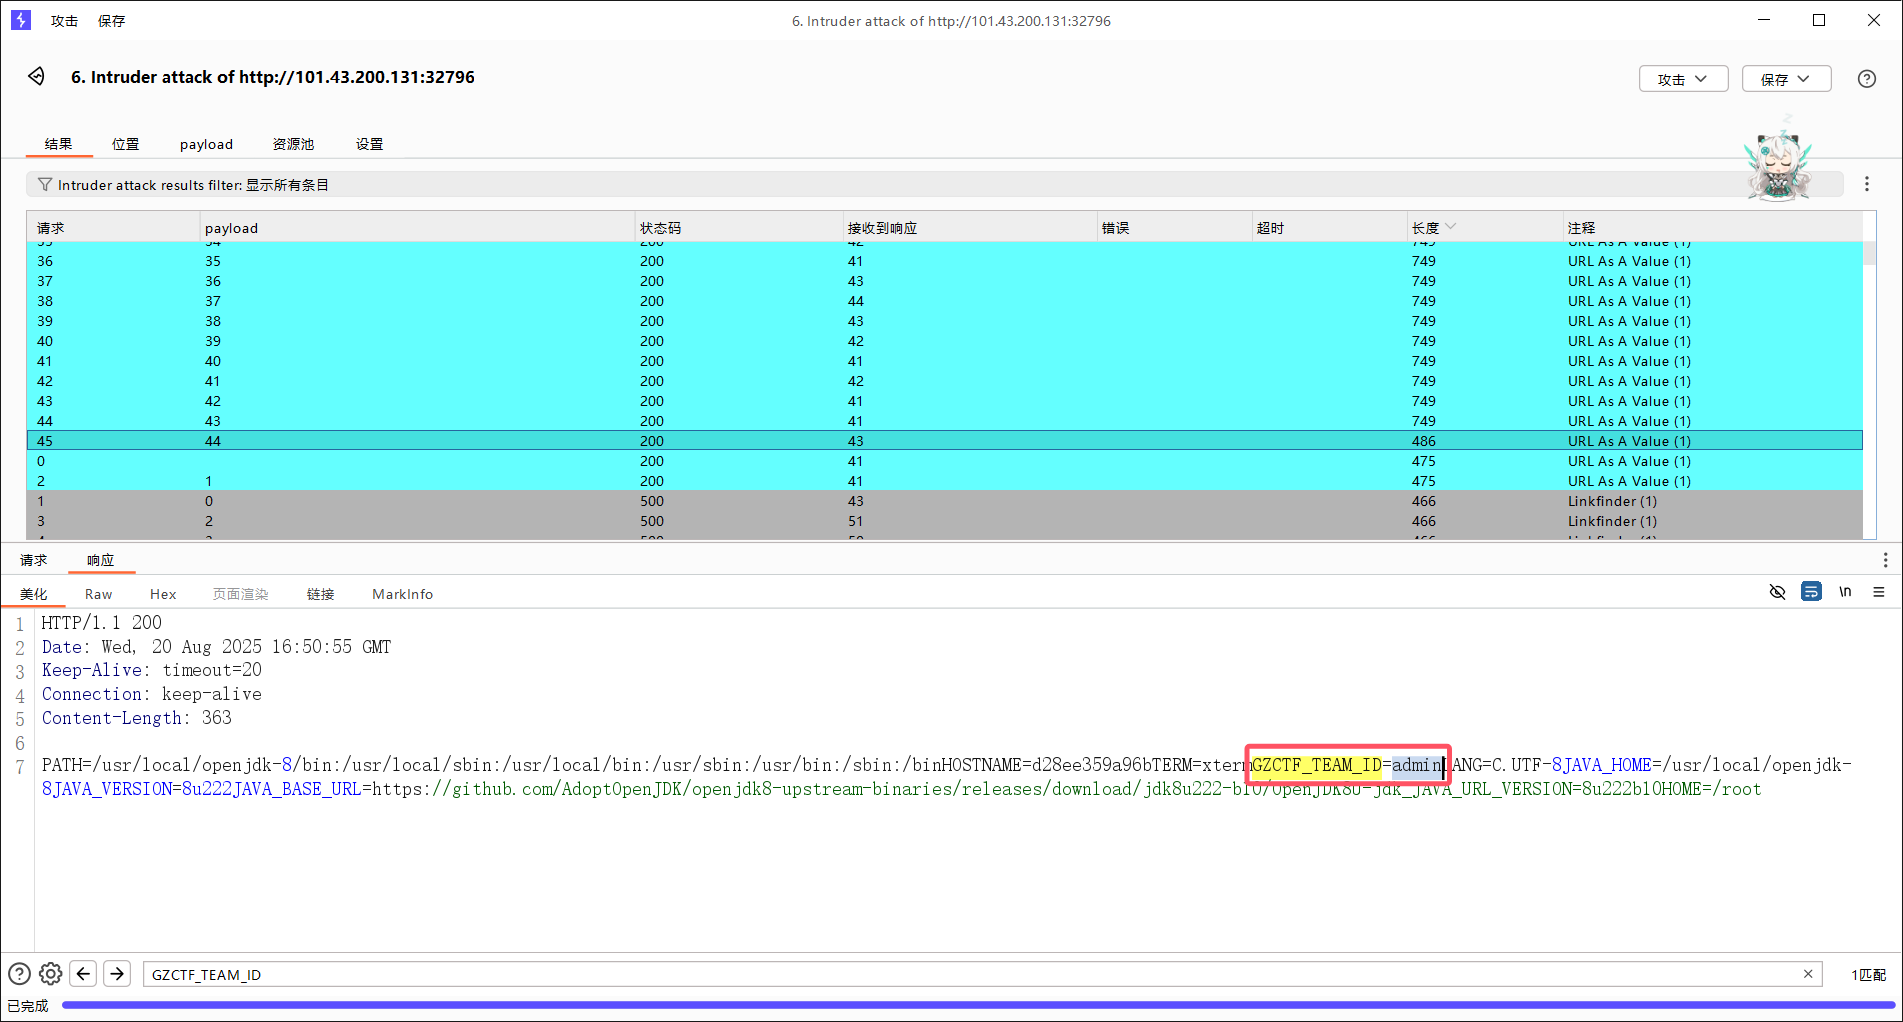 攻击 保存 6. Intruder attack of http://101.43.200.131:32796
6. Intruder attack of http://101.43.200.131:32796 攻击 保存
结果 位置 payload 资源池 设置
Intruder attack results filter: 显示所有条目
请求 payload 状态码 接收到响应 错误 超时 长度 注释
35 34 200 42 749 URL As A Value (1)
36 35 200 41 749 URL As A Value (1)
37 36 200 43 749 URL As A Value (1)
38 37 200 44 749 URL As A Value (1)
39 38 200 43 749 URL As A Value (1)
40 39 200 42 749 URL As A Value (1)
41 40 200 41 749 URL As A Value (1)
42 41 200 42 749 URL As A Value (1)
43 42 200 41 749 URL As A Value (1)
44 43 200 41 749 URL As A Value (1)
45 44 200 43 486 URL As A Value (1)
0 200 41 475 URL As A Value (1)
2 1 200 41 475 URL As A Value (1)
1 0 500 43 466 Linkfinder (1)
3 2 500 51 466 Linkfinder (1)
请求 响应
美化 Raw Hex 页面渲染 链接 MarkInfo \n
1 HTTP/1.1 200
2 Date: Wed, 20 Aug 2025 16:50:55 GMT
3 Keep-Alive: timeout=20
4 Connection: keep-alive
5 Content-Length: 363
6
7 PATH=/usr/local/openjdk-8/bin:/usr/local/sbin:/usr/local/bin:/usr/sbin:/usr/bin:/sbin:/binHOSTNAME=d28ee359a96bTERM=xtermGZCTF_TEAM_ID=adminLANG=C.UTF-8JAVA_HOME=/usr/local/openjdk-
8JAVA_VERSION=8u222JAVA_BASE_URL=https://github.com/AdoptOpenJDK/openjdk8-upstream-binaries/releases/download/jdk8u222-b10/OpenJDK8U-jdk_JAVA_URL_VERSION=8u222b10HOME=/root
GZCTF_TEAM_ID 1匹配
已完成